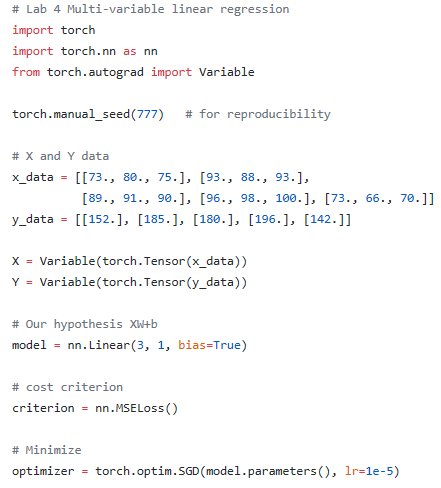 # Lab 4 Multi-variable linear regression
import torch
import torch.nn as nn
from torch.autograd import Variable
torch.manual_seed(777)   # for reproducibility
# X and Y data
x_data = [[73., 80., 75.], [93., 88., 93.],
          [89., 91., 90.], [96., 98., 100.], [73., 66., 70.]]
y_data = [[152.], [185.], [180.], [196.], [142.]]
X = Variable(torch.Tensor(x_data))
Y = Variable(torch.Tensor(y_data))
# Our hypothesis XW+b
model = nn.Linear(3, 1, bias=True)
# cost criterion
criterion = nn.MSELoss()
# Minimize
optimizer = torch.optim.SGD(model.parameters(), lr=1e-5)